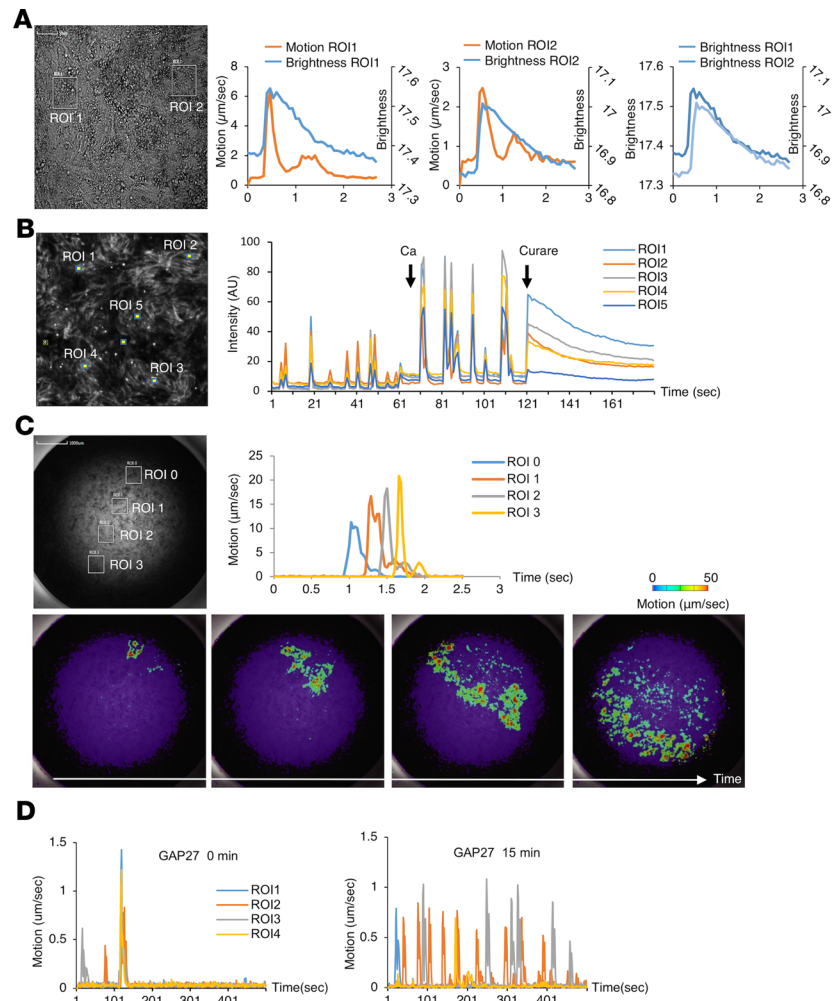 A
ROI 1
ROI 2
Motion ROI1
Brightness ROI1
Motion (µm/sec)
8
6
4
2
0
0 1 2 3
17.6
17.5
17.4
17.3
Brightness
Motion ROI2
Brightness ROI2
Motion (µm/sec)
3
2
1
0
0 1 2 3
17.1
17
16.9
16.8
Brightness
Brightness ROI1
Brightness ROI2
Brightness
17.6
17.5
17.4
17.3
0 1 2 3
17.1
17
16.9
16.8
Brightness
B
ROI 1
ROI 2
ROI 5
ROI 4
ROI 3
Intensity (AU)
100
80
60
40
20
0
1 21 41 61 81 101 121 141 161
Time (sec)
Ca
Curare
ROI1
ROI2
ROI3
ROI4
ROI5
C
1000um
ROI 0
ROI 1
ROI 2
ROI 3
Motion (µm/sec)
25
20
15
10
5
0
0 0.5 1 1.5 2 2.5 3
Time (sec)
ROI 0
ROI 1
ROI 2
ROI 3
0 50
Motion (µm/sec)
Time
D
GAP27 0 min
Motion (um/sec)
1.5
1
0.5
0
1 101 201 301 401
Time(sec)
ROI1
ROI2
ROI3
ROI4
GAP27 15 min
Motion (um/sec)
1.5
1
0.5
0
1 101 201 301 401
Time(sec)